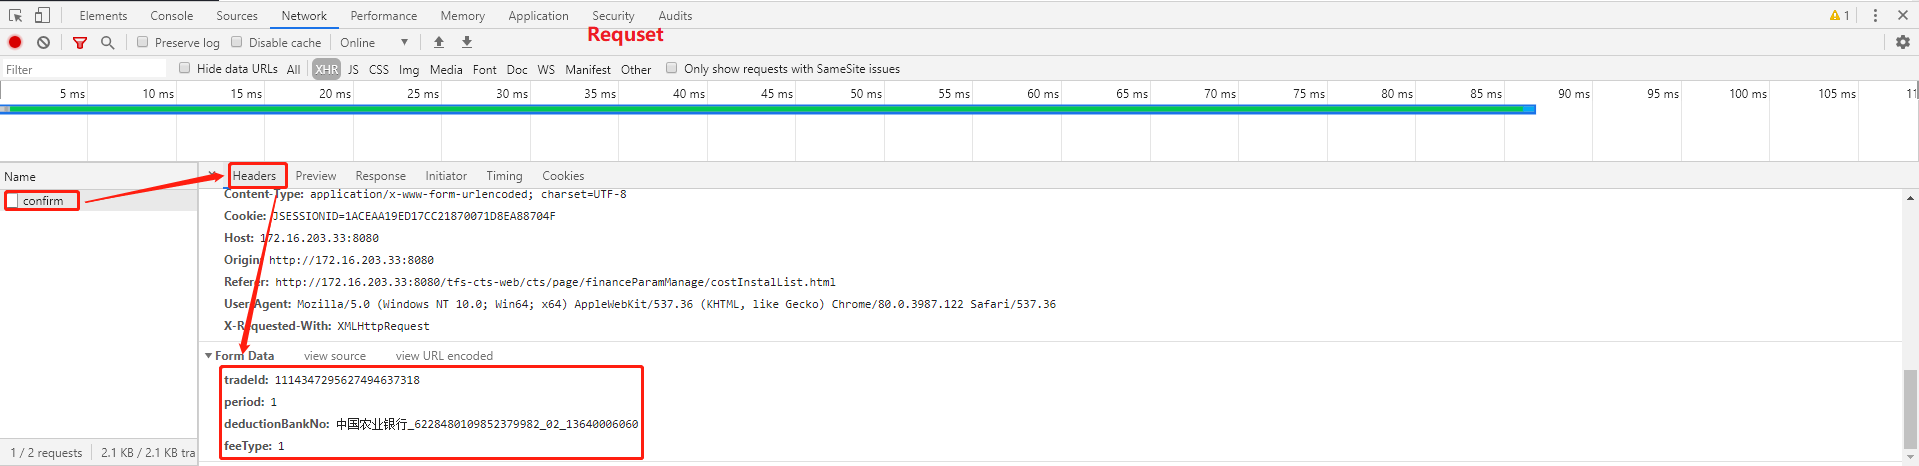 Elements Console Sources Network Performance Memory Application Security Audits 1
Requset
Preserve log Disable cache Online
Filter Hide data URLs All XHR JS CSS Img Media Font Doc WS Manifest Other Only show requests with SameSite issues
5 ms 10 ms 15 ms 20 ms 25 ms 30 ms 35 ms 40 ms 45 ms 50 ms 55 ms 60 ms 65 ms 70 ms 75 ms 80 ms 85 ms 90 ms 95 ms 100 ms 105 ms 11
Name
confirm
Headers Preview Response Initiator Timing Cookies
Content-Type: application/x-www-form-urlencoded; charset=UTF-8
Cookie: JSESSIONID=1ACEAA19ED17CC21870071D8EA88704F
Host: 172.16.203.33:8080
Origin: http://172.16.203.33:8080
Referer: http://172.16.203.33:8080/tfs-cts-web/cts/page/financeParamManage/costInstalList.html
User-Agent: Mozilla/5.0 (Windows NT 10.0; Win64; x64) AppleWebKit/537.36 (KHTML, like Gecko) Chrome/80.0.3987.122 Safari/537.36
X-Requested-With: XMLHttpRequest
Form Data view source view URL encoded
tradeId: 1114347295627494637318
period: 1
deductionBankNo: 中国农业银行_6228480109852379982_02_13640006060
feeType: 1
1 / 2 requests 2.1 KB / 2.1 KB tra